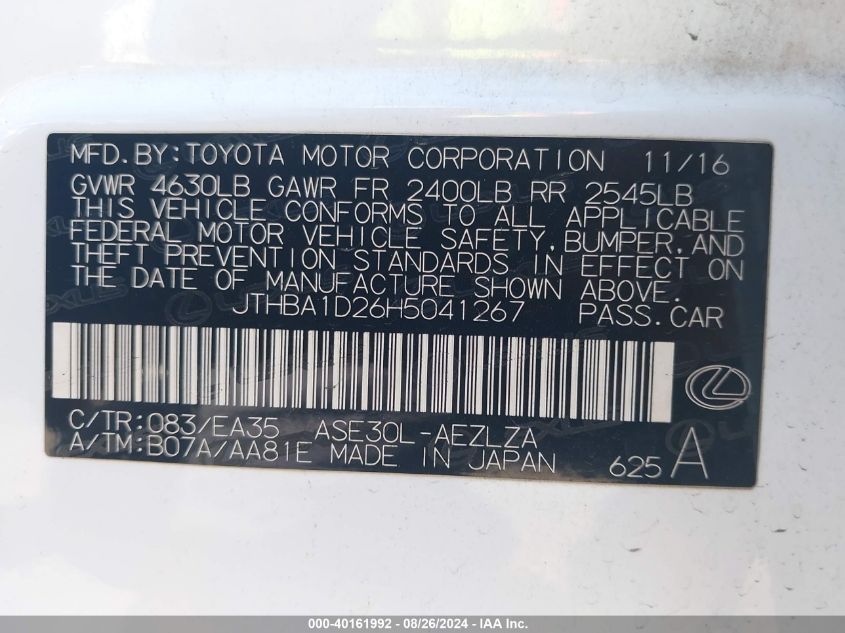 MFD.BY:TOYOTA MOTOR CORPORATION 11/16
GVWR 4630LB GAWR FR 2400LB RR 2545LB
THIS VEHICLE CONFORMS TO ALL APPLICABLE
FEDERAL MOTOR VEHICLE SAFETY,BUMPER,AND
THEFT PREVENTION STANDARDS IN EFFECT ON
THE DATE OF MANUFACTURE SHOWN ABOVE.
JTHBA1D26H5041267 PASS.CAR
C/TR:083/EA35 ASE30L-AEZLZA
A/TM:B07A/AA81E MADE IN JAPAN 625 A
000-40161992 - 08/26/2024 - IAAI.COM